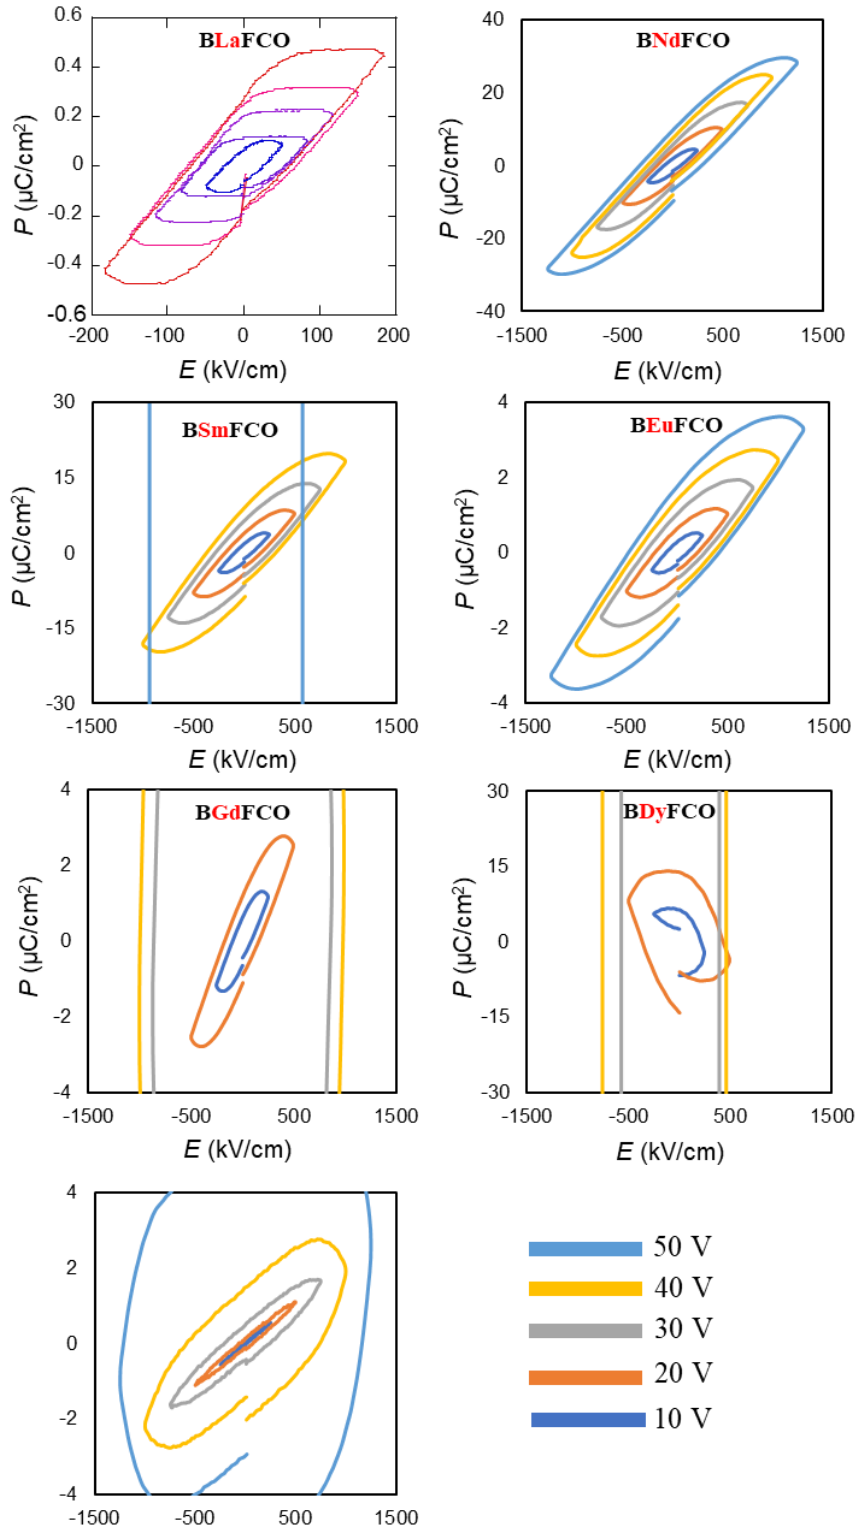 BLaFCO
0.6
0.4
0.2
0
-0.2
-0.4
-0.6
P (µC/cm²)
-200 -100 0 100 200
E (kV/cm)
BNdFCO
40
20
0
-20
-40
P (µC/cm²)
-1500 -500 500 1500
E (kV/cm)
BSmFCO
30
15
0
-15
-30
P (µC/cm²)
-1500 -500 500 1500
E (kV/cm)
BEuFCO
4
2
0
-2
-4
P (µC/cm²)
-1500 -500 500 1500
E (kV/cm)
BGdFCO
4
2
0
-2
-4
P (µC/cm²)
-1500 -500 500 1500
E (kV/cm)
BDyFCO
30
15
0
-15
-30
P (µC/cm²)
-1500 -500 500 1500
E (kV/cm)
4
2
0
-2
-4
-1500 -500 500 1500
50 V
40 V
30 V
20 V
10 V